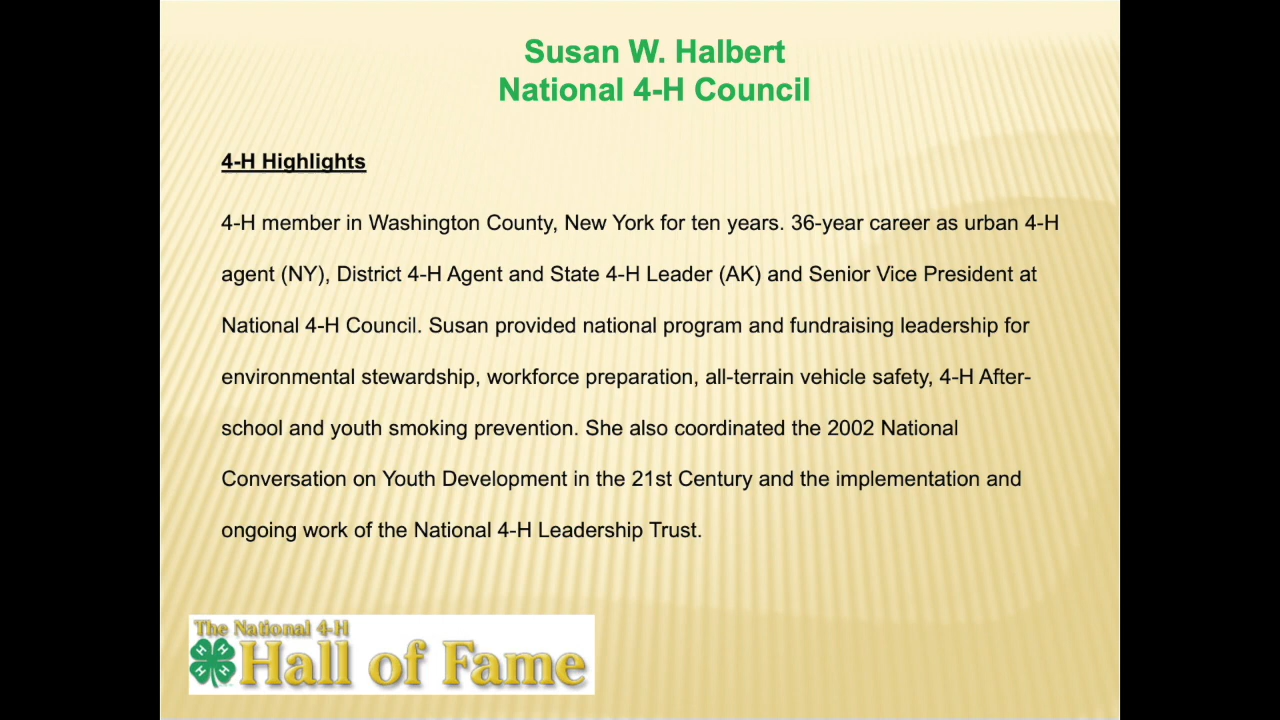 Susan W. Halbert
National 4-H Council
4-H Highlights
4-H member in Washington County, New York for ten years. 36-year career as urban 4-H
agent (NY), District 4-H Agent and State 4-H Leader (AK) and Senior Vice President at
National 4-H Council. Susan provided national program and fundraising leadership for
environmental stewardship, workforce preparation, all-terrain vehicle safety, 4-H After-
school and youth smoking prevention. She also coordinated the 2002 National
Conversation on Youth Development in the 21st Century and the implementation and
ongoing work of the National 4-H Leadership Trust.
The National 4-H
H H H H
Hall of Fame